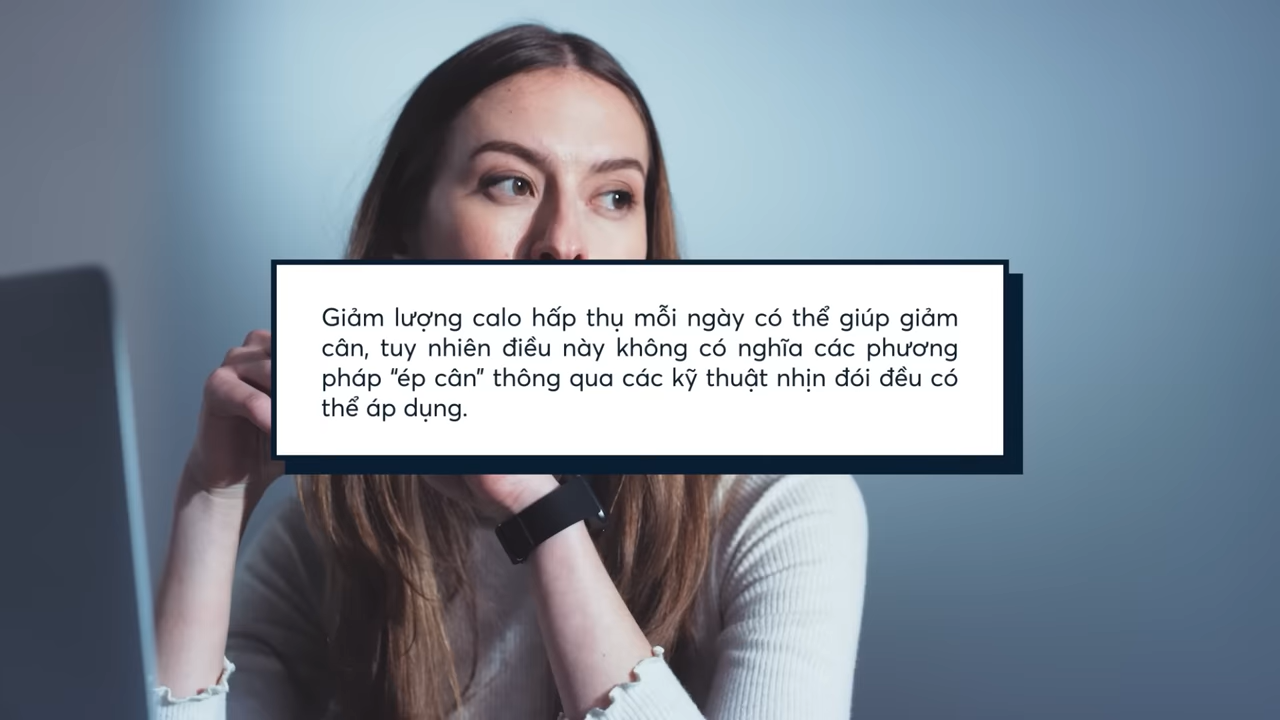 Giảm lượng calo hấp thụ mỗi ngày có thể giúp giảm
cân, tuy nhiên điều này không có nghĩa các phương
pháp “ép cân” thông qua các kỹ thuật nhịn đói đều có
thể áp dụng.